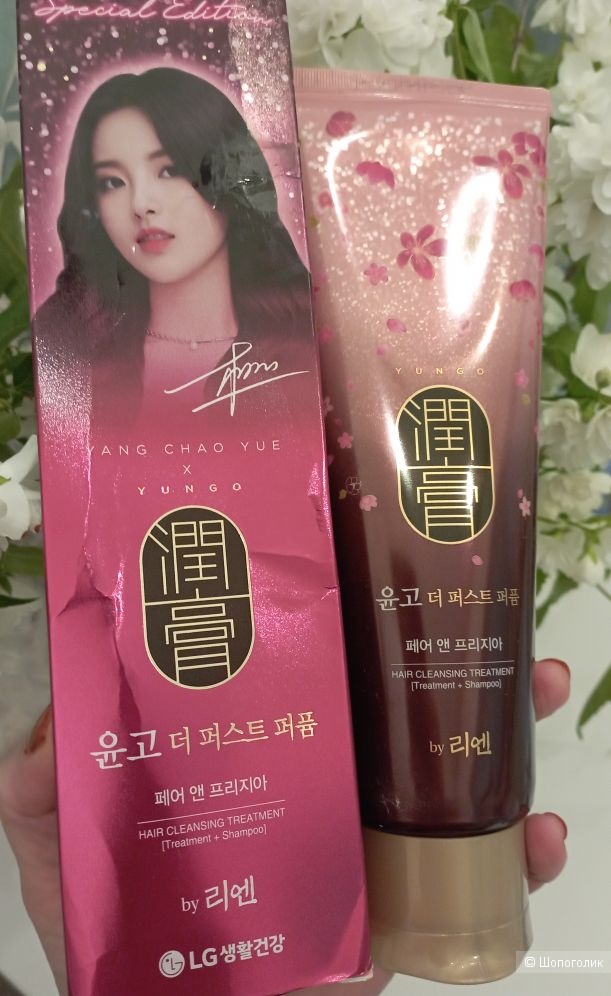 Special Edition
YANG CHAO YUE
X
YUNGO
潤膏
윤고 더 퍼스트 퍼퓸
페어 앤 프리지아
HAIR CLEANSING TREATMENT
[Treatment + Shampoo]
by 리엔
LG생활건강
YUNGO
潤膏
윤고 더 퍼스트 퍼퓸
페어 앤 프리지아
HAIR CLEANSING TREATMENT
[Treatment + Shampoo]
by 리엔
© Шопоголик